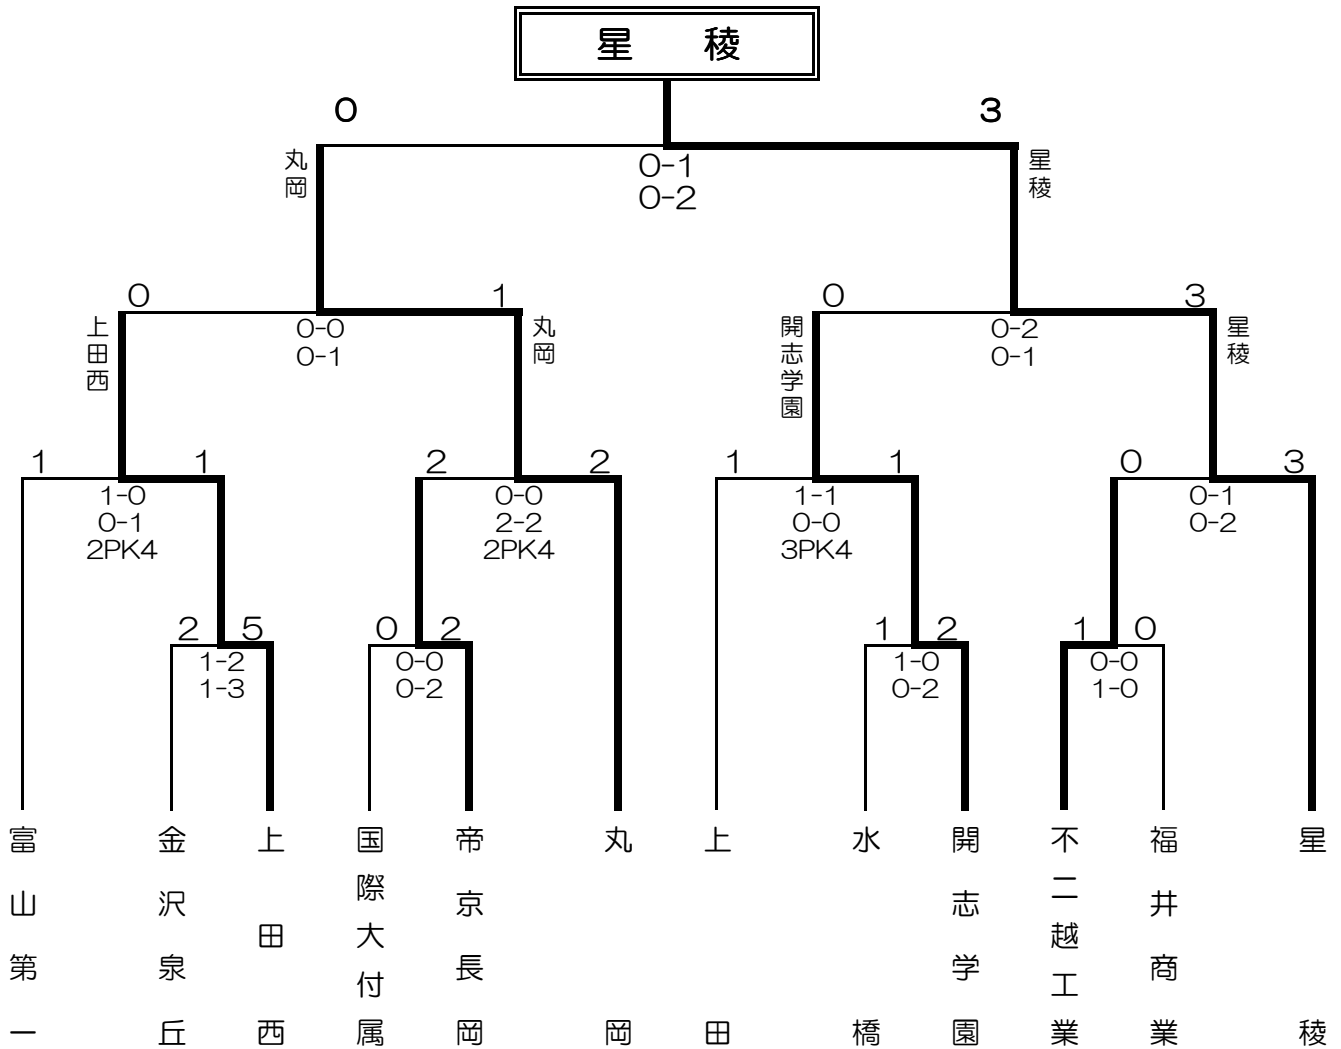 星　稜
0 3
丸岡 0-1 星稜
0-2
0 1 0 3
上田西 0-0 丸岡 開志学園 0-2 星稜
0-1 0-1
1 1 2 2 1 1 0 3
1-0 0-0 1-1 0-1
0-1 2-2 0-0 0-2
2PK4 2PK4 3PK4
2 5 0 2 1 2 1 0
1-2 0-0 1-0 0-0
1-3 0-2 0-2 1-0
富山第一
金沢泉丘
上田西
国際大付属
帝京長岡
丸岡
上田
水橋
開志学園
不二越工業
福井商業
星稜